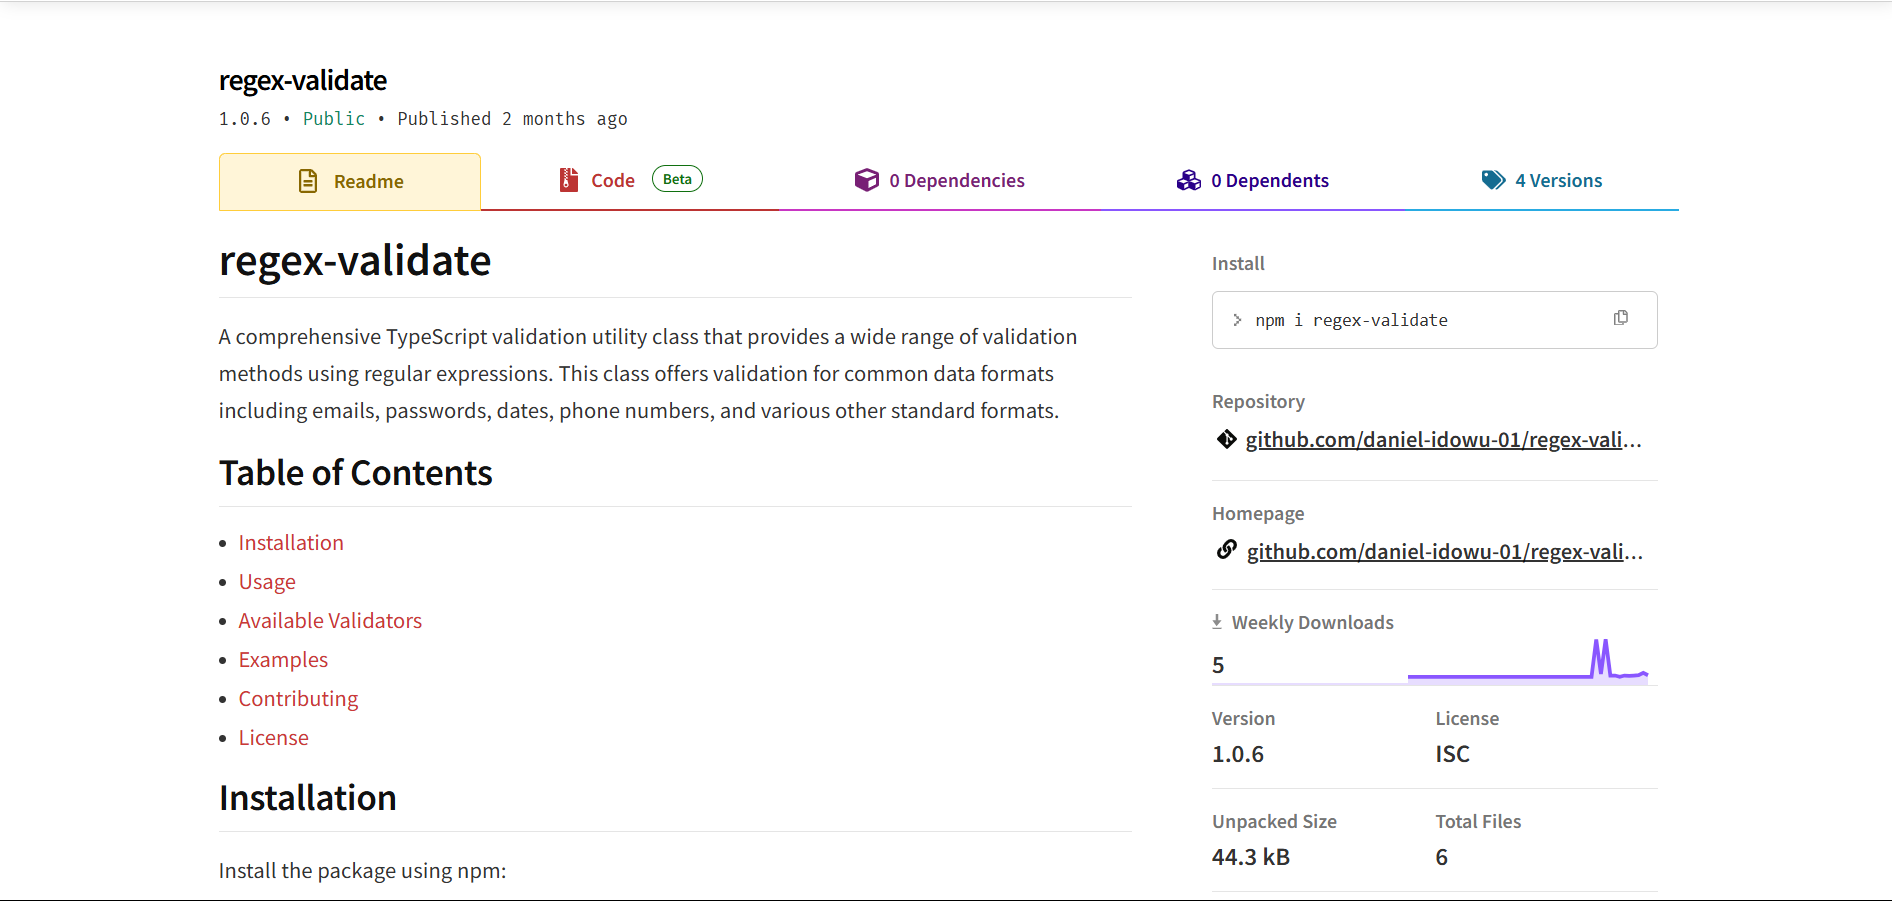 regex-validate
1.0.6 • Public • Published 2 months ago
Readme
Code Beta
0 Dependencies
0 Dependents
4 Versions
regex-validate
A comprehensive TypeScript validation utility class that provides a wide range of validation
methods using regular expressions. This class offers validation for common data formats
including emails, passwords, dates, phone numbers, and various other standard formats.
Table of Contents
• Installation
• Usage
• Available Validators
• Examples
• Contributing
• License
Installation
Install the package using npm:
Install
> npm i regex-validate
Repository
github.com/daniel-idowu-01/regex-vali...
Homepage
github.com/daniel-idowu-01/regex-vali...
Weekly Downloads
5
Version
1.0.6
License
ISC
Unpacked Size
44.3 kB
Total Files
6